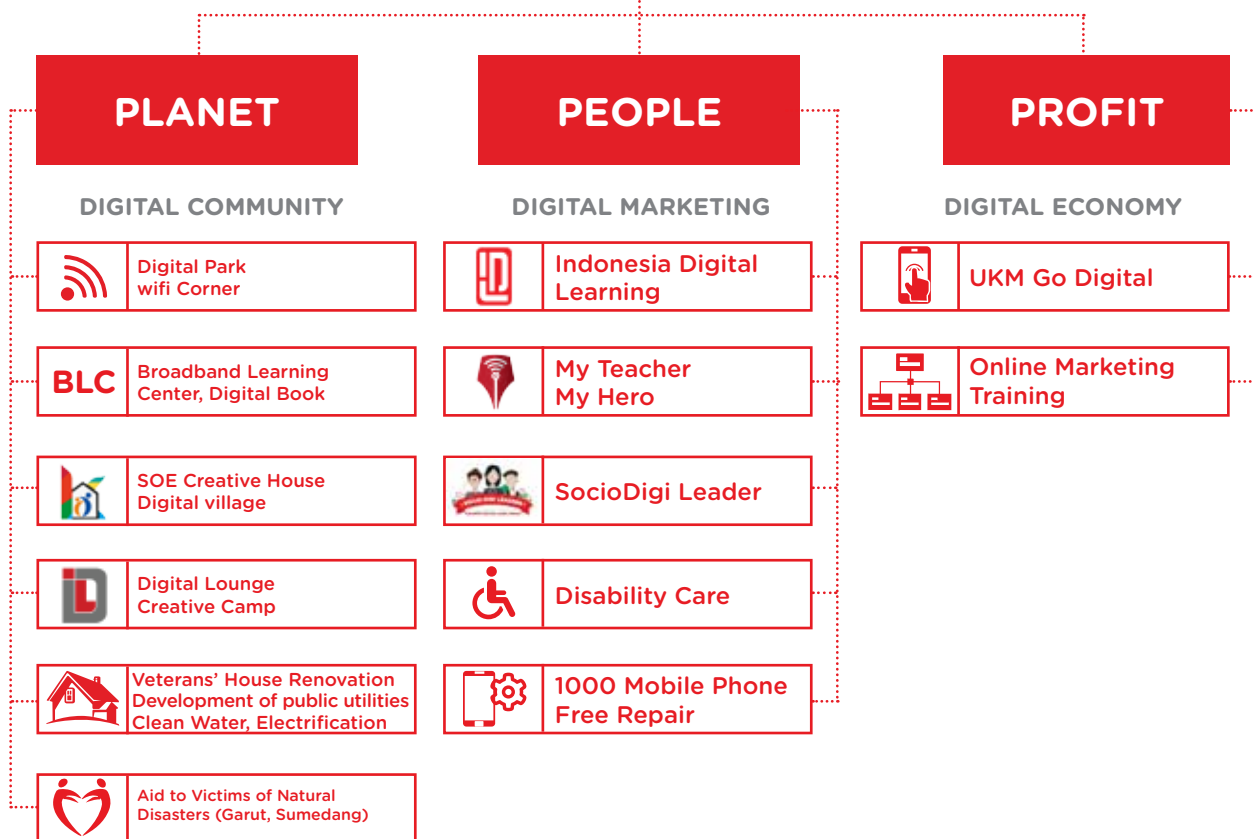 PLANET
DIGITAL COMMUNITY
Digital Park
wifi Corner
BLC
Broadband Learning
Center, Digital Book
SOE Creative House
Digital village
Digital Lounge
Creative Camp
Veterans' House Renovation
Development of public utilities
Clean Water, Electrification
Aid to Victims of Natural
Disasters (Garut, Sumedang)
PEOPLE
DIGITAL MARKETING
Indonesia Digital
Learning
My Teacher
My Hero
SocioDigi Leader
Disability Care
1000 Mobile Phone
Free Repair
PROFIT
DIGITAL ECONOMY
UKM Go Digital
Online Marketing
Training